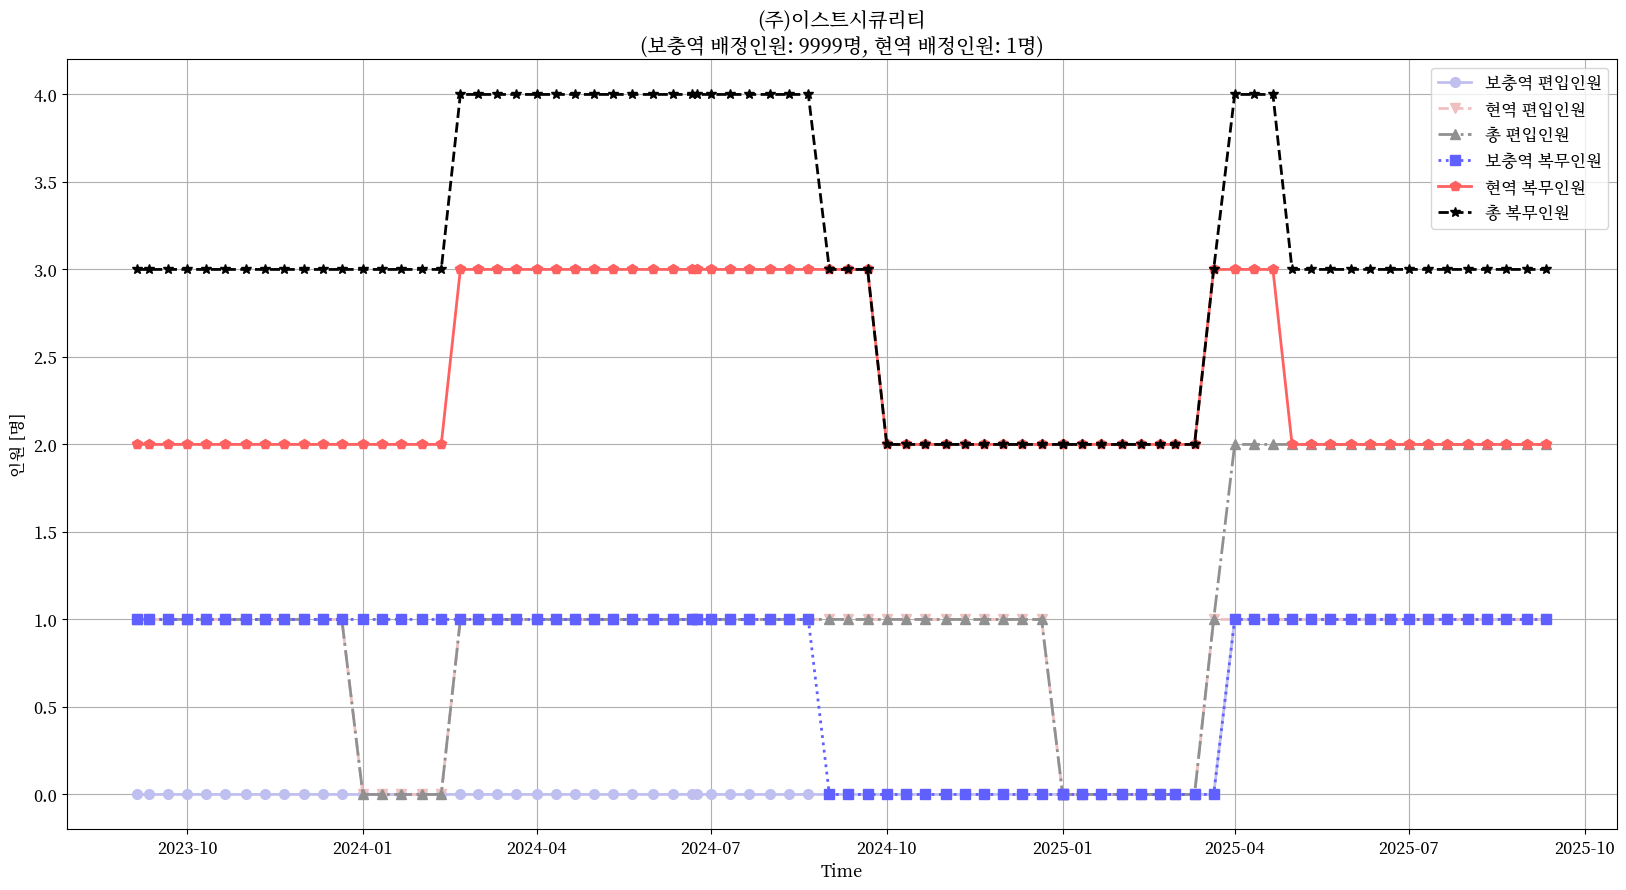 (주)이스트시큐리티
(보충역 배정인원: 9999명, 현역 배정인원: 1명)
보충역 편입인원
현역 편입인원
총 편입인원
보충역 복무인원
현역 복무인원
총 복무인원
인원 [명]
4.0
3.5
3.0
2.5
2.0
1.5
1.0
0.5
0.0
2023-10
2024-01
2024-04
2024-07
2024-10
2025-01
2025-04
2025-07
2025-10
Time